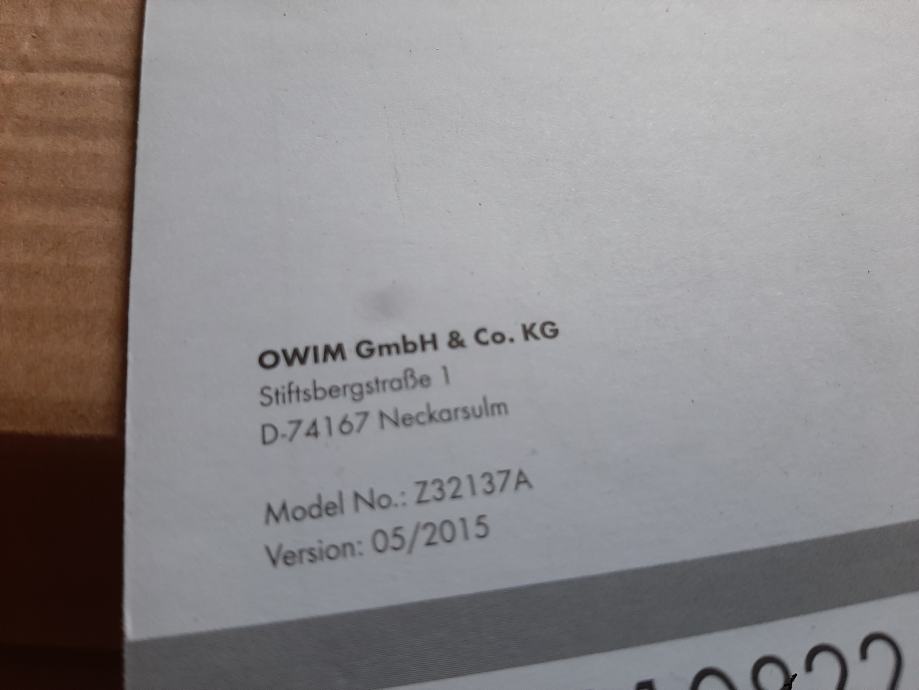 OWIM GmbH & Co. KG
Stiftsbergstraße 1
D-74167 Neckarsulm
Model No.: Z32137A
Version: 05/2015